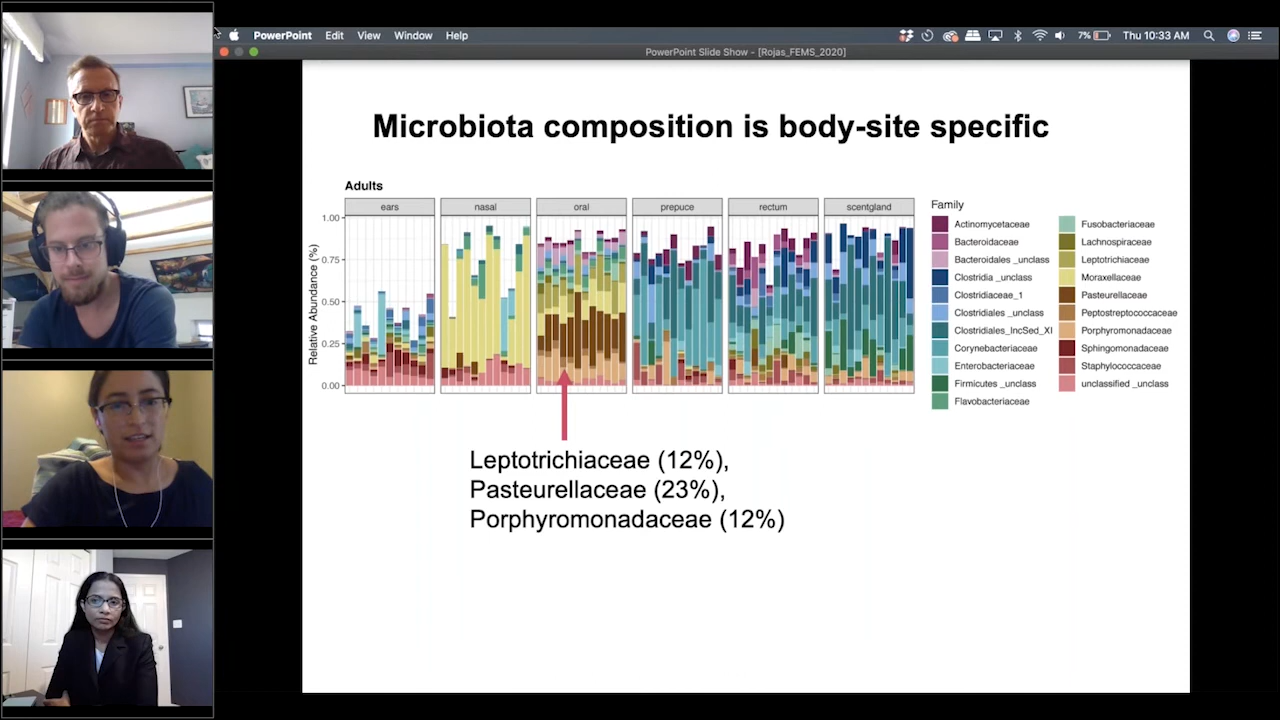 PowerPoint Edit View Window Help 7% Thu 10:33 AM
PowerPoint Slide Show - [Rojas_FEMS_2020]
Microbiota composition is body-site specific
Adults
ears nasal oral prepuce rectum scentgland
Relative Abundance (%)
1.00
0.75
0.50
0.25
0.00
Family
Actinomycetaceae
Bacteroidaceae
Bacteroidales _unclass
Clostridia _unclass
Clostridiaceae_1
Clostridiales _unclass
Clostridiales_IncSed_XI
Corynebacteriaceae
Enterobacteriaceae
Firmicutes _unclass
Flavobacteriaceae
Fusobacteriaceae
Lachnospiraceae
Leptotrichiaceae
Moraxellaceae
Pasteurellaceae
Peptostreptococcaceae
Porphyromonadaceae
Sphingomonadaceae
Staphylococcaceae
unclassified _unclass
Leptotrichiaceae (12%),
Pasteurellaceae (23%),
Porphyromonadaceae (12%)